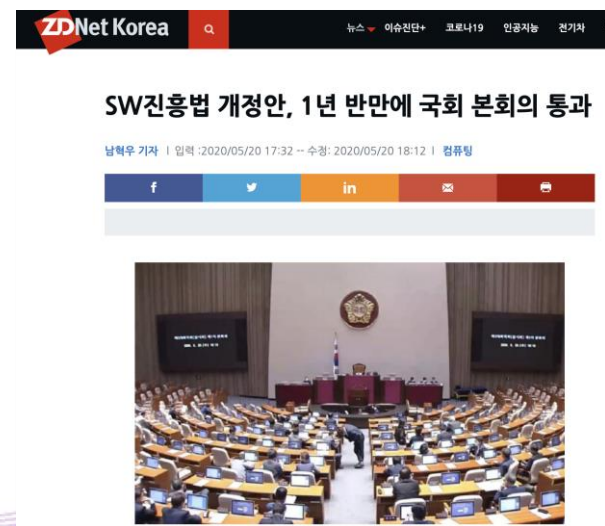 ZDNet Korea
뉴스 이슈진단+ 코로나19 인공지능 전기차
SW진흥법 개정안, 1년 반만에 국회 본회의 통과
남혁우 기자 | 입력 :2020/05/20 17:32 -- 수정: 2020/05/20 18:12 | 컴퓨팅
f in